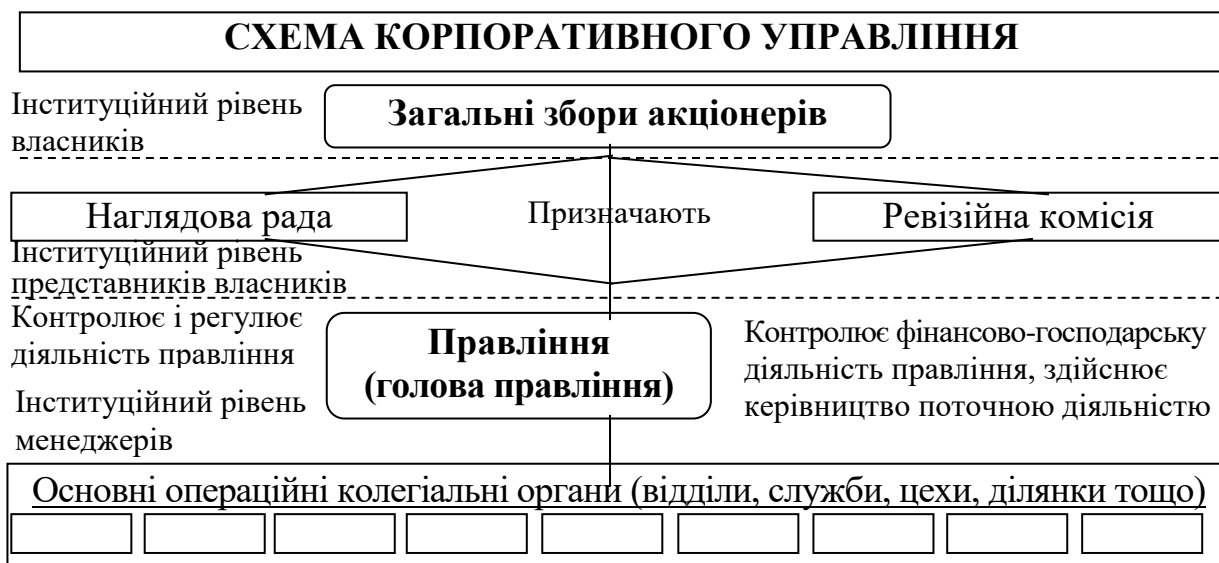 СХЕМА КОРПОРАТИВНОГО УПРАВЛІННЯ
Інституційний рівень
власників
Загальні збори акціонерів
Наглядова рада
Призначають
Ревізійна комісія
Інституційний рівень
представників власників
Контролює і регулює
діяльність правління
Правління
(голова правління)
Контролює фінансово-господарську
діяльність правління, здійснює
керівництво поточною діяльністю
Інституційний рівень
менеджерів
Основні операційні колегіальні органи (відділи, служби, цехи, ділянки тощо)